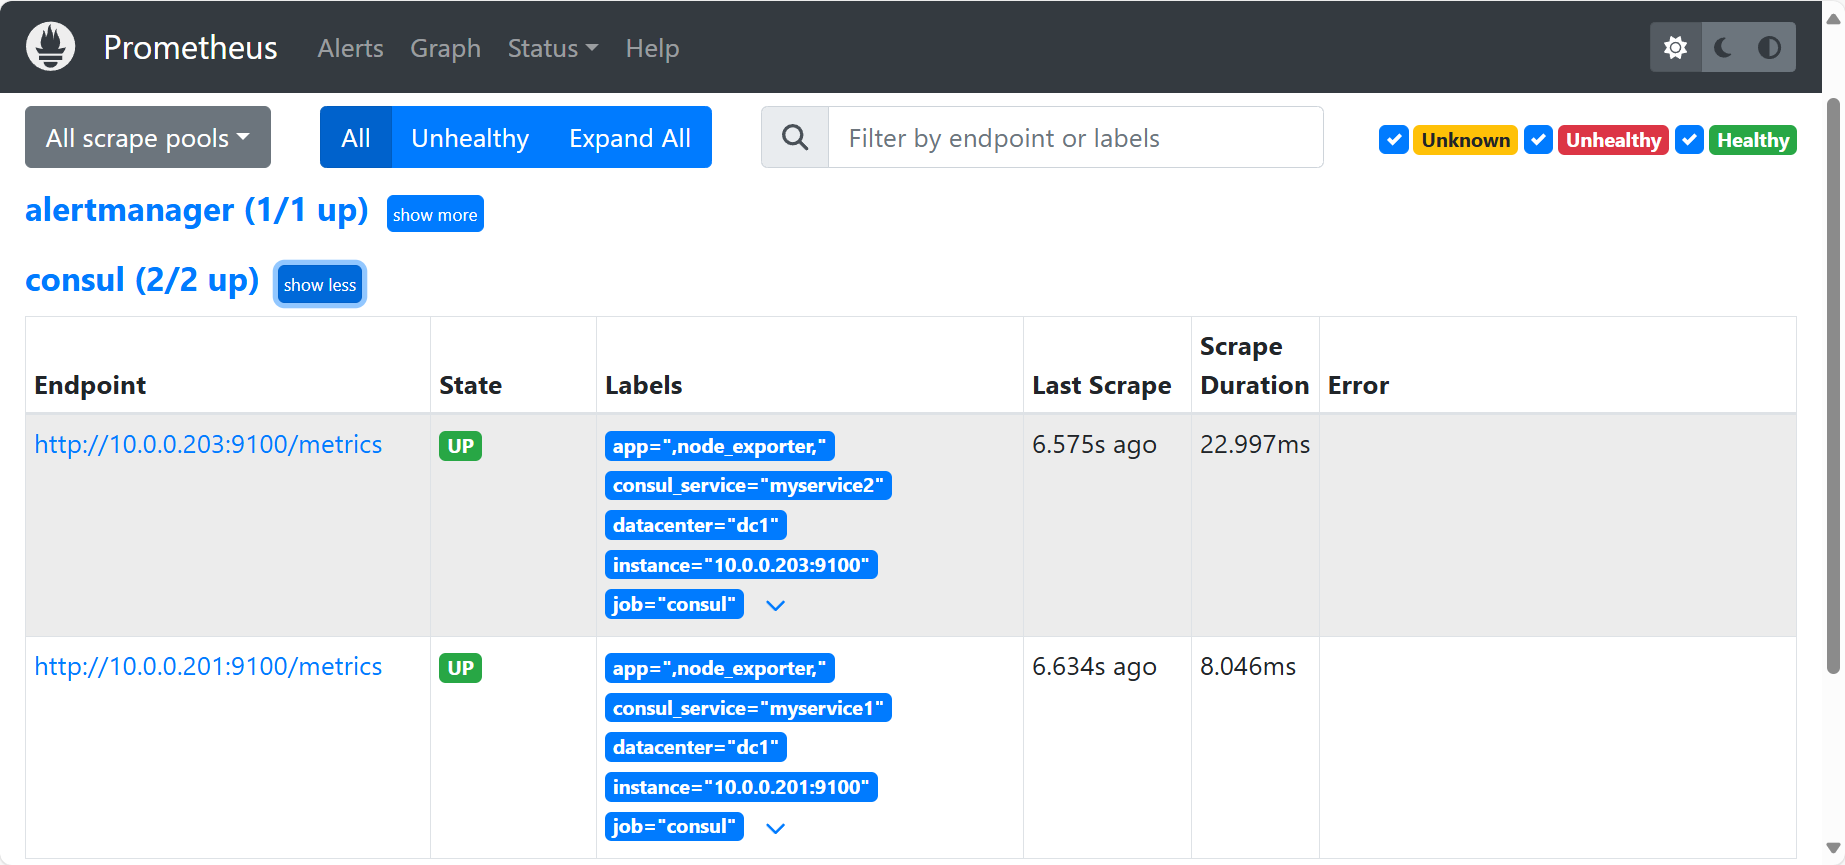 Prometheus Alerts Graph Status Help
All scrape pools All Unhealthy Expand All Filter by endpoint or labels Unknown Unhealthy Healthy
alertmanager (1/1 up) show more
consul (2/2 up) show less
Endpoint State Labels Last Scrape Scrape Duration Error
http://10.0.0.203:9100/metrics UP app=",node_exporter," 6.575s ago 22.997ms
consul_service="myservice2"
datacenter="dc1"
instance="10.0.0.203:9100"
job="consul"
http://10.0.0.201:9100/metrics UP app=",node_exporter," 6.634s ago 8.046ms
consul_service="myservice1"
datacenter="dc1"
instance="10.0.0.201:9100"
job="consul"